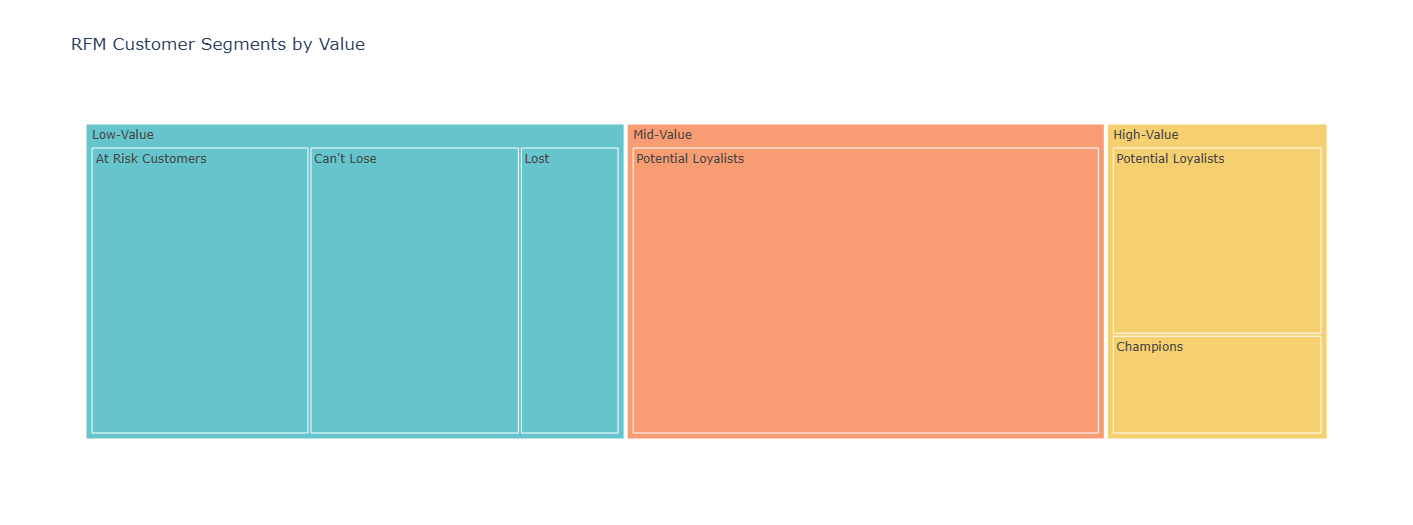 RFM Customer Segments by Value
Low-Value
At Risk Customers
Can't Lose
Lost
Mid-Value
Potential Loyalists
High-Value
Potential Loyalists
Champions